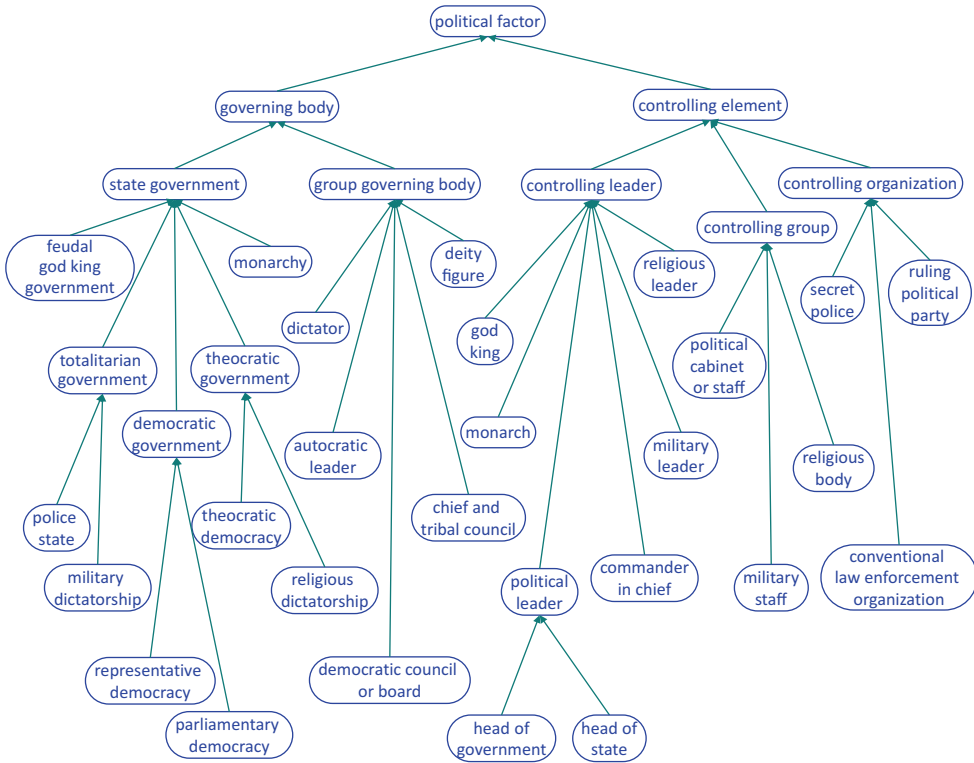 political factor
governing body
controlling element
state government
group governing body
controlling leader
controlling organization
feudal
god king
government
monarchy
deity
figure
religious
leader
controlling group
secret
police
ruling
political
party
dictator
god
king
political
cabinet
or staff
totalitarian
government
theocratic
government
democratic
government
autocratic
leader
monarch
military
leader
religious
body
police
state
theocratic
democracy
chief and
tribal council
military
dictatorship
religious
dictatorship
political
leader
commander
in chief
military
staff
conventional
law enforcement
organization
representative
democracy
democratic council
or board
parliamentary
democracy
head of
government
head of
state